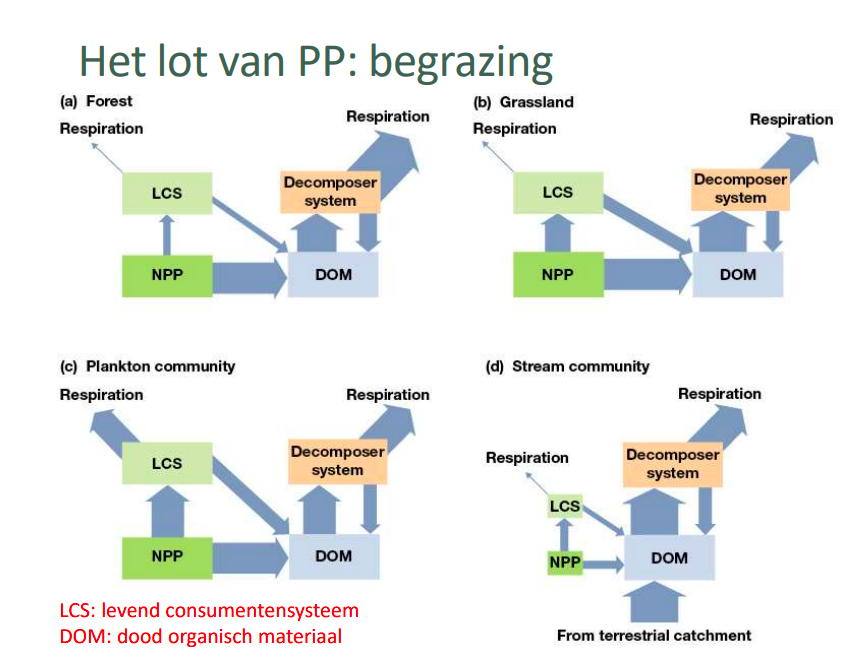 Het lot van PP: begrazing
(a) Forest
Respiration
Respiration
LCS
Decomposer
system
NPP
DOM
(b) Grassland
Respiration
Respiration
LCS
Decomposer
system
NPP
DOM
(c) Plankton community
Respiration
Respiration
LCS
Decomposer
system
NPP
DOM
(d) Stream community
Respiration
Respiration
Decomposer
system
LCS
NPP
DOM
From terrestrial catchment
LCS: levend consumentensysteem
DOM: dood organisch materiaal